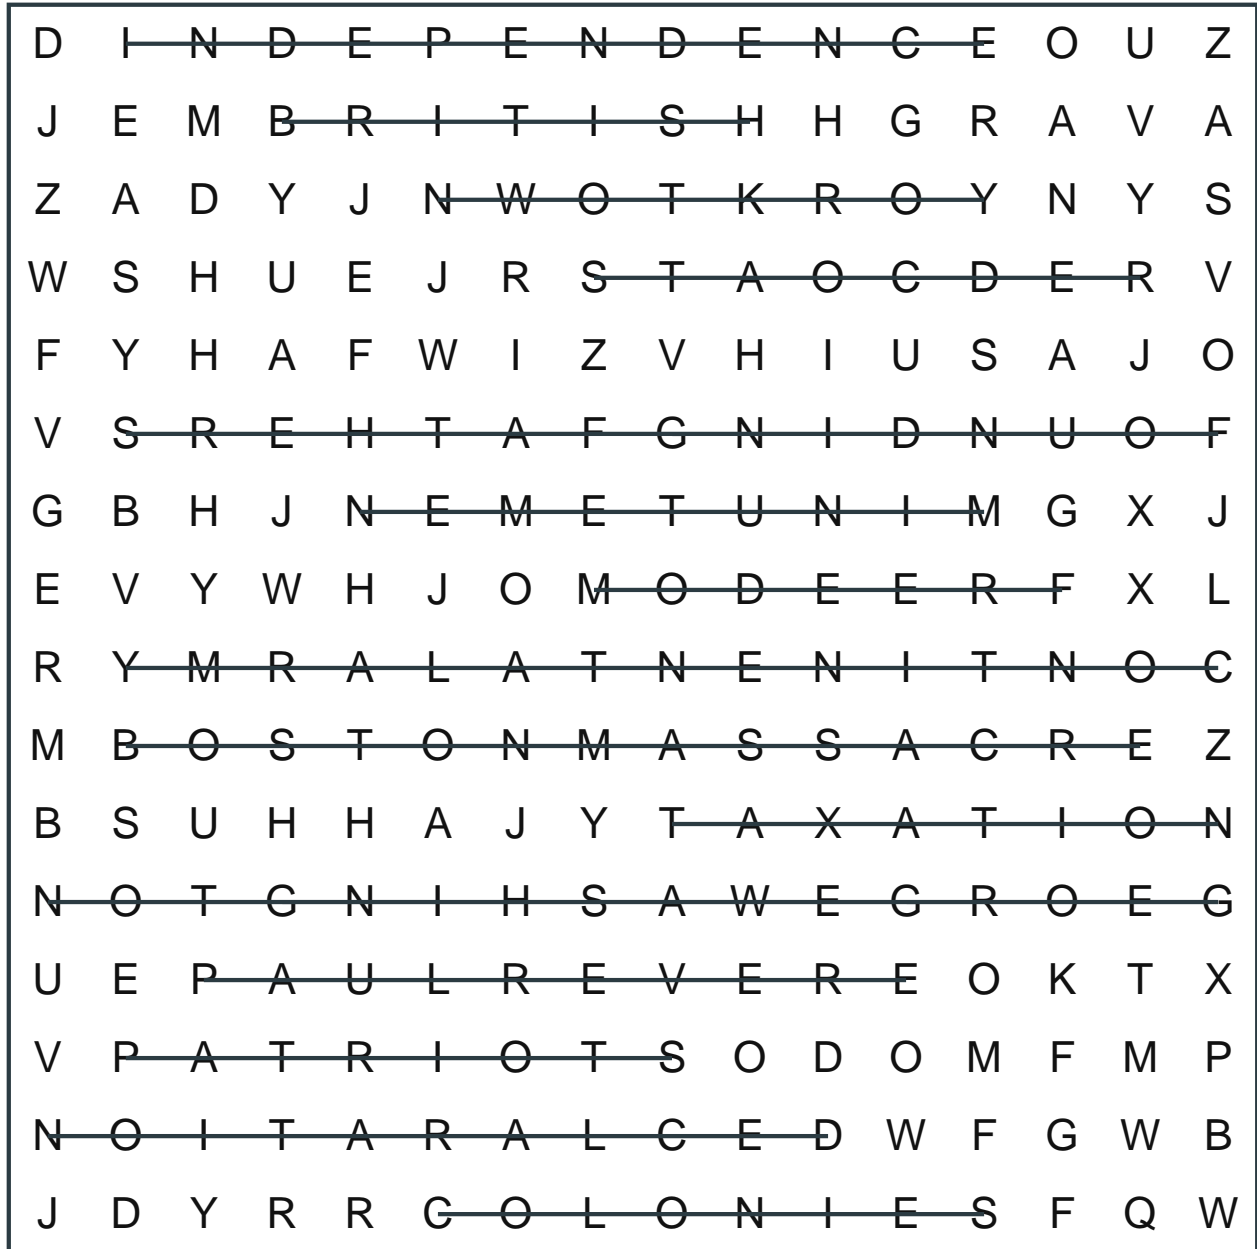 D I N D E P E N D E N C E O U Z
J E M B R I T I S H H G R A V A
Z A D Y J N W O T K R O Y N Y S
W S H U E J R S T A O C D E R V
F Y H A F W I Z V H I U S A J O
V S R E H T A F G N I D N U O F
G B H J N E M E T U N I M G X J
E V Y W H J O M O D E E R F X L
R Y M R A L A T N E N I T N O C
M B O S T O N M A S S A C R E Z
B S U H H A J Y T A X A T I O N
N O T G N I H S A W E G R O E G
U E P A U L R E V E R E O K T X
V P A T R I O T S O D O M F M P
N O I T A R A L C E D W F G W B
J D Y R R C O L O N I E S F Q W